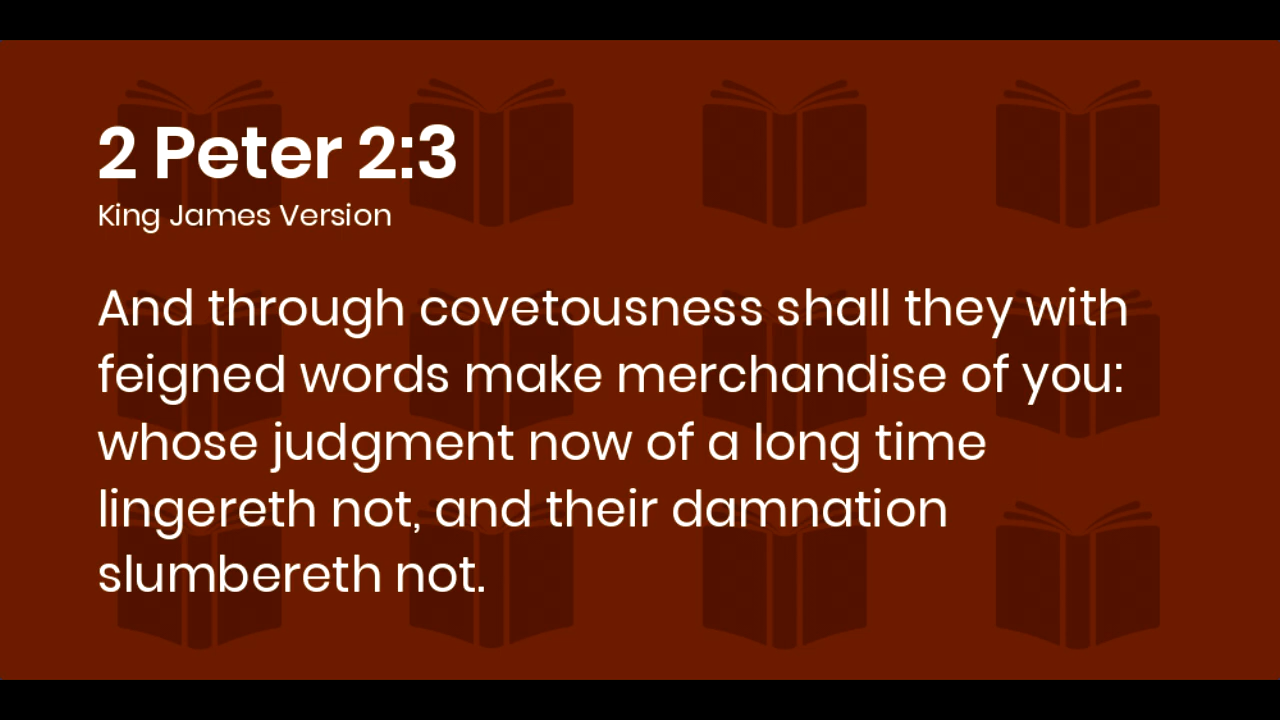 2 Peter 2:3
King James Version
And through covetousness shall they with
feigned words make merchandise of you:
whose judgment now of a long time
lingereth not, and their damnation
slumbereth not.